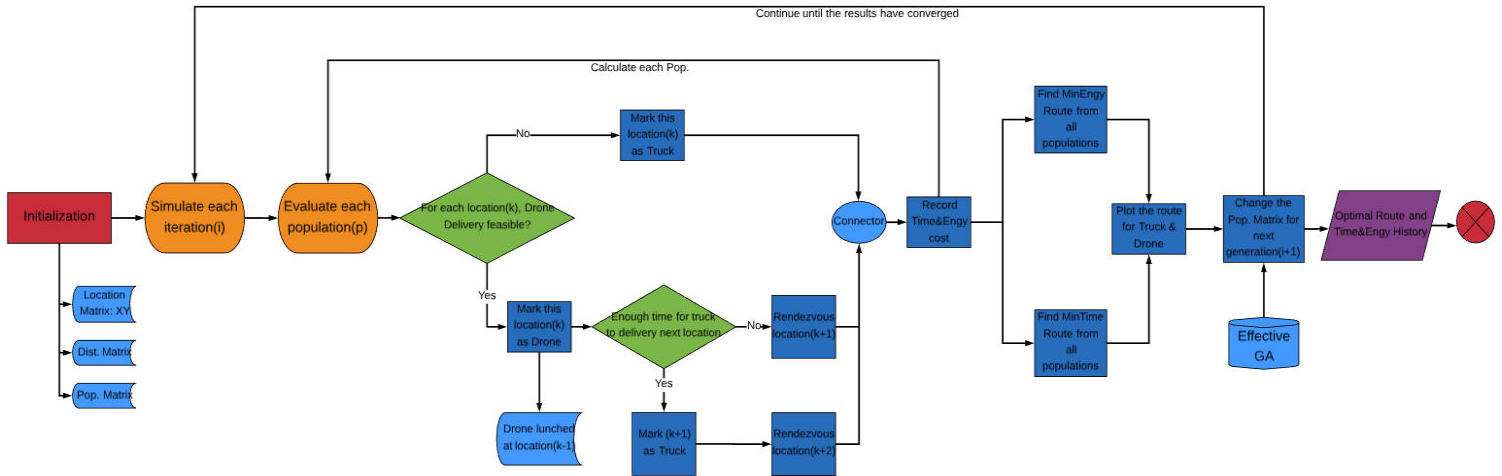 Continue until the results have converged
Calculate each Pop.
Initialization
Location
Matrix: XY
Dist. Matrix
Pop. Matrix
Simulate each
iteration(i)
Evaluate each
population(p)
For each location(k), Drone
Delivery feasible?
No
Mark this
location(k)
as Truck
Yes
Mark this
location(k)
as Drone
Drone lunched
at location(k-1)
Enough time for truck
to delivery next location
No
Rendezvous
location(k+1)
Yes
Mark (k+1)
as Truck
Rendezvous
location(k+2)
Connector
Record
Time&Engy
cost
Find MinEngy
Route from
all
populations
Find MinTime
Route from
all
populations
Plot the route
for Truck &
Drone
Change the
Pop. Matrix for
next
generation(i+1)
Effective
GA
Optimal Route and
Time&Engy History